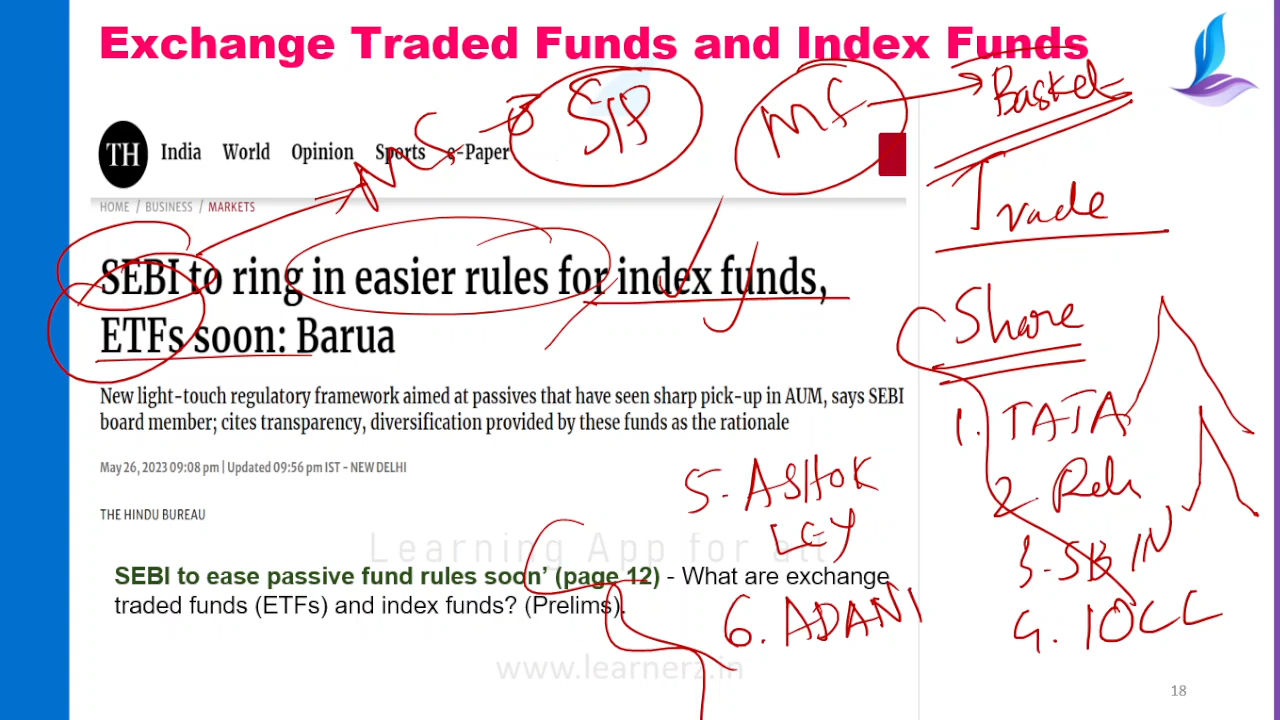 Exchange Traded Funds and Index Funds
MS SIP MF Basket
TH India World Opinion Sports e-Paper
Trade
HOME / BUSINESS / MARKETS
SEBI to ring in easier rules for index funds,
ETFs soon: Barua
Share
New light-touch regulatory framework aimed at passives that have seen sharp pick-up in AUM, says SEBI
board member; cites transparency, diversification provided by these funds as the rationale
1. TATA
May 26, 2023 09:08 pm | Updated 09:56 pm IST - NEW DELHI
5. ASHOK
LEY
2. Reli
THE HINDU BUREAU
Learning App for all
3. SBIN
SEBI to ease passive fund rules soon’ (page 12) - What are exchange
traded funds (ETFs) and index funds? (Prelims).
6. ADANI
4. IOCL
www.learnerz.in
18